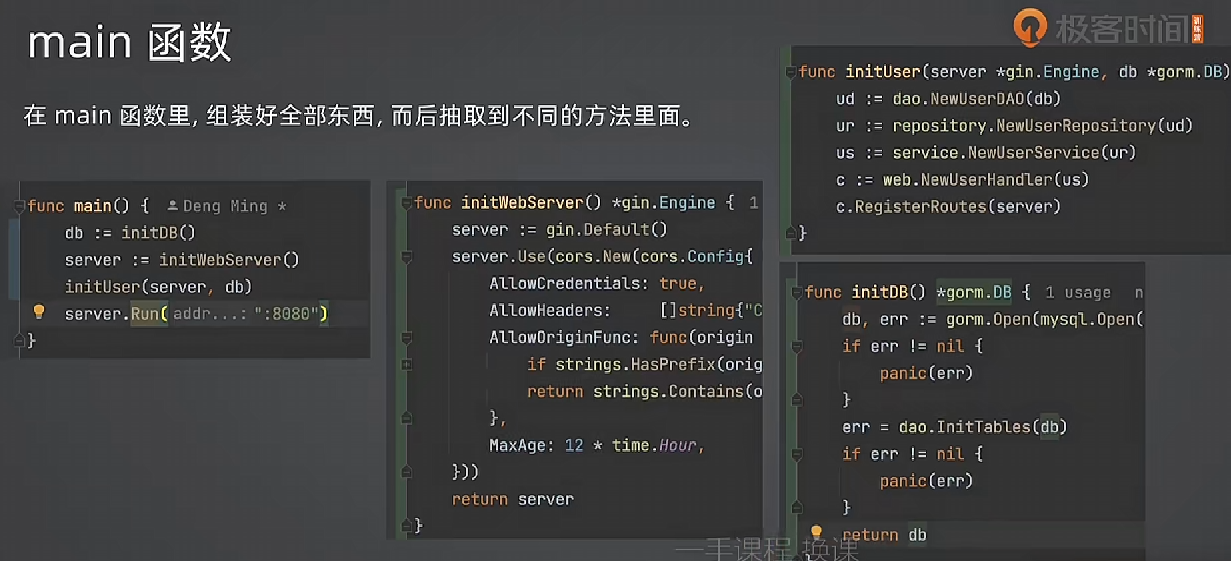 main 函数
极客时间
训练营
在 main 函数里, 组装好全部东西, 而后抽取到不同的方法里面。
func main() { Deng Ming *
db := initDB()
server := initWebServer()
initUser(server, db)
server.Run( addr...: ":8080")
}
func initWebServer() *gin.Engine { 1
server := gin.Default()
server.Use(cors.New(cors.Config{
AllowCredentials: true,
AllowHeaders: []string{"C
AllowOriginFunc: func(origin
if strings.HasPrefix(orig
return strings.Contains(o
},
MaxAge: 12 * time.Hour,
}))
return server
}
func initUser(server *gin.Engine, db *gorm.DB)
ud := dao.NewUserDAO(db)
ur := repository.NewUserRepository(ud)
us := service.NewUserService(ur)
c := web.NewUserHandler(us)
c.RegisterRoutes(server)
}
func initDB() *gorm.DB { 1 usage n
db, err := gorm.Open(mysql.Open(
if err != nil {
panic(err)
}
err = dao.InitTables(db)
if err != nil {
panic(err)
}
return db
一手课程 换课